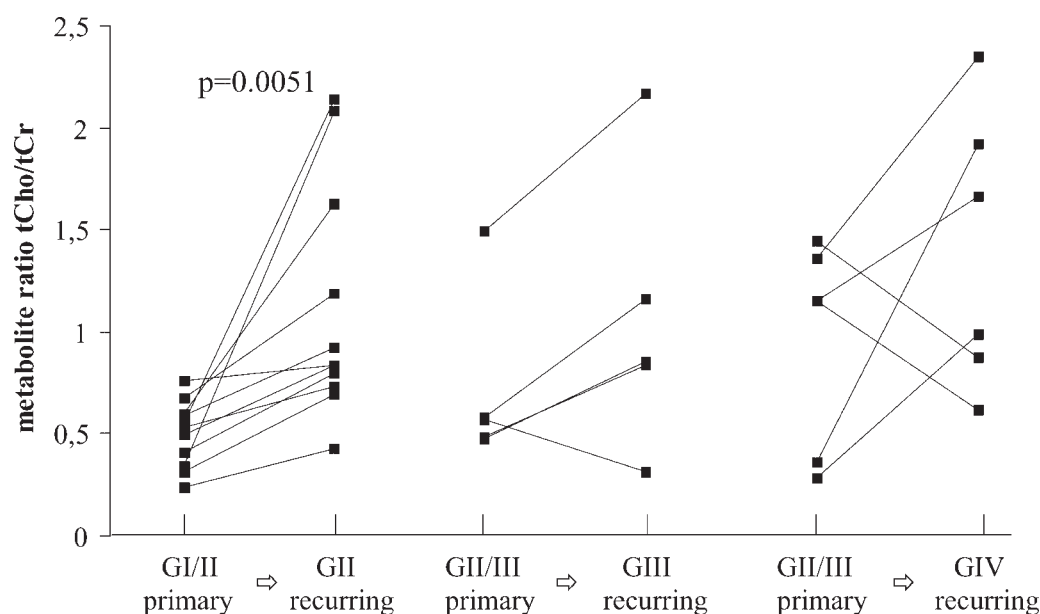 metabolite ratio tCho/tCr
2,5
2
1,5
1
0,5
0
p=0.0051
GI/II primary ⇨ GII recurring
GII/III primary ⇨ GIII recurring
GII/III primary ⇨ GIV recurring